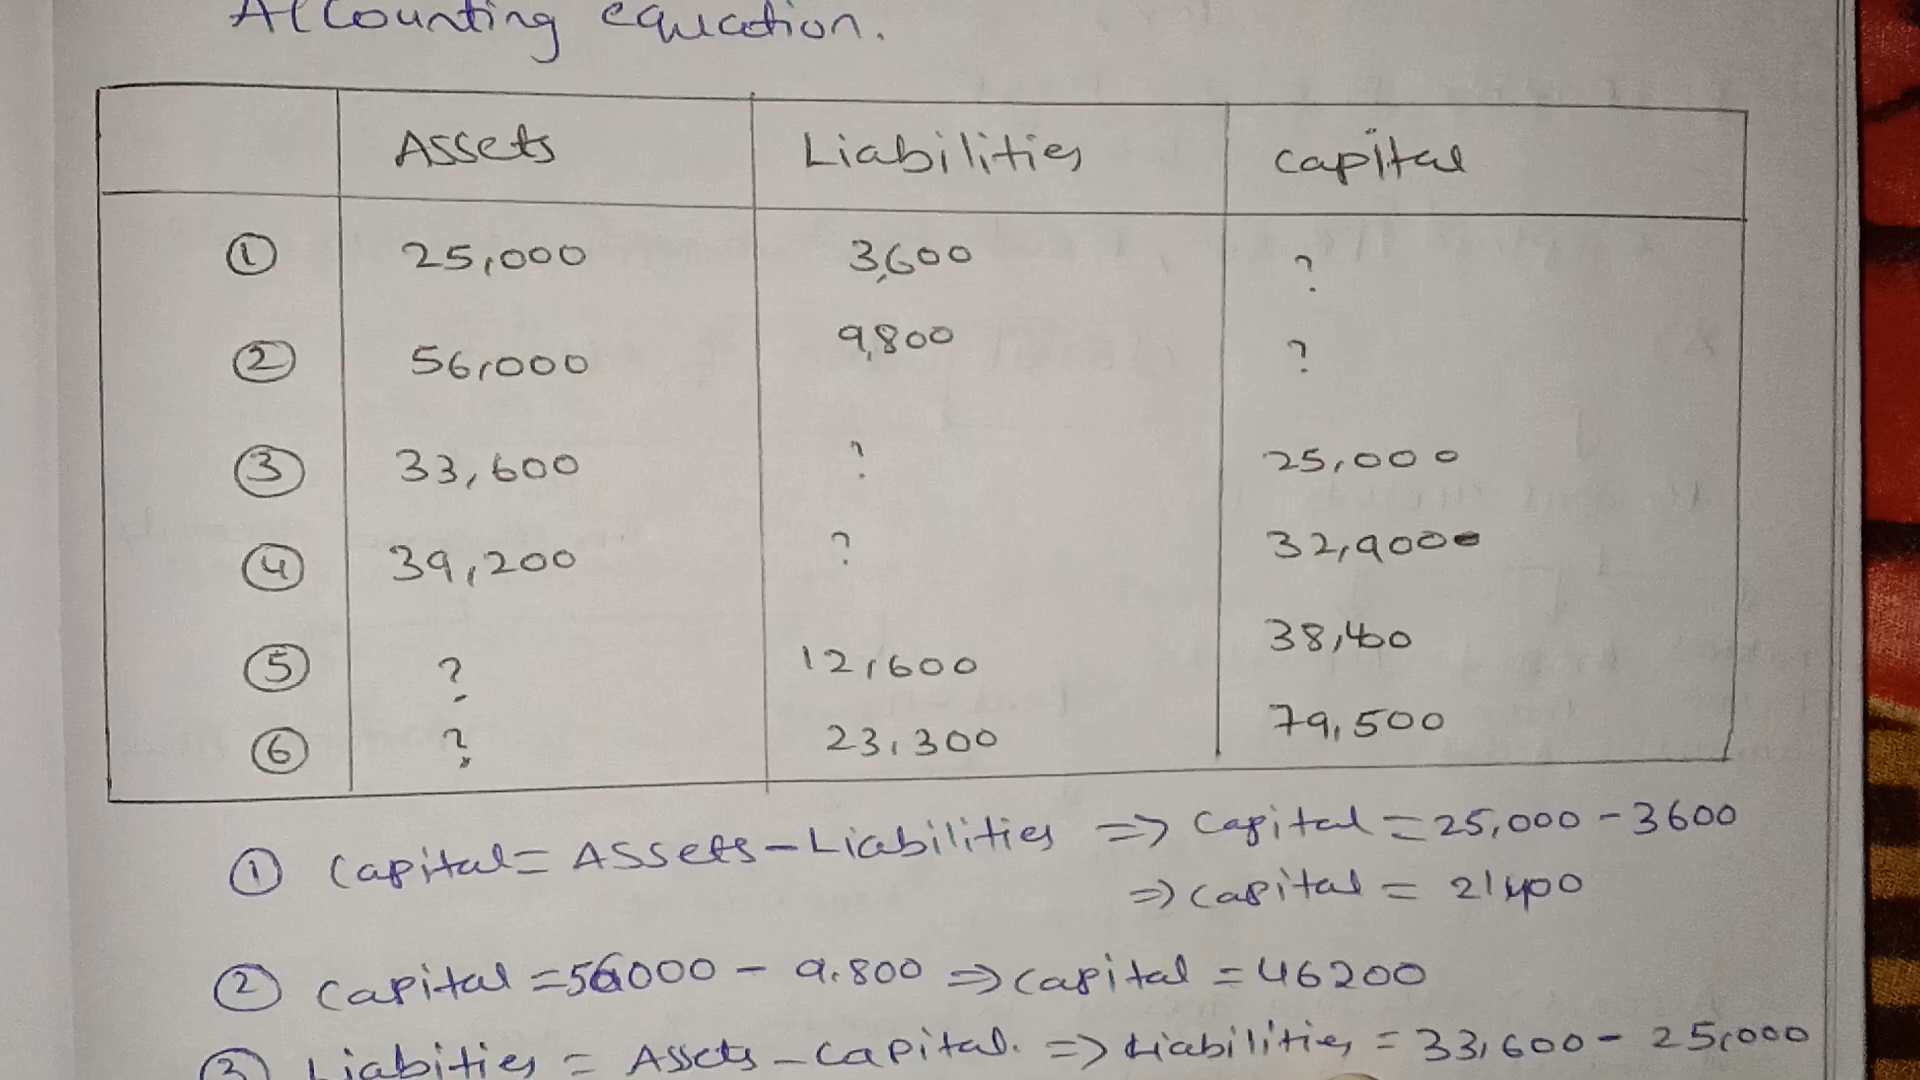 Accounting equation.
Assets Liabilities capital
① 25,000 3,600 ?
② 56,000 9,800 ?
③ 33,600 ? 25,000
④ 39,200 ? 32,900
⑤ ? 12,600 38,400
⑥ ? 23,300 79,500
① Capital = Assets - Liabilities => Capital = 25,000 - 3600
=> Capital = 21400
② Capital = 56000 - 9.800 => Capital = 46200
③ Liabities = Assets - Capital. => Liabilities = 33,600 - 25,000